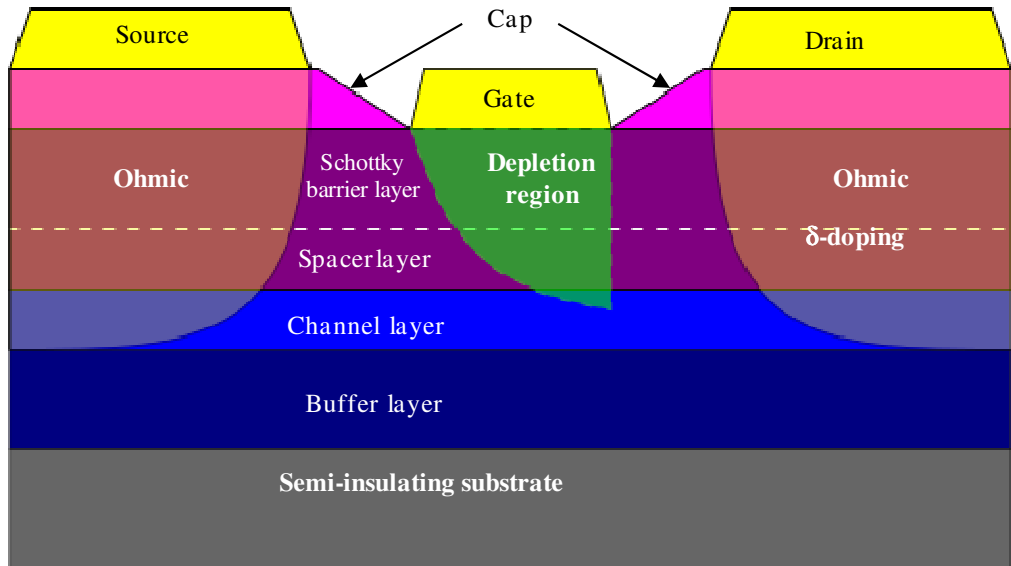 Cap
Source
Drain
Gate
Ohmic
Schottky
barrier layer
Depletion
region
Ohmic
δ-doping
Spacer layer
Channel layer
Buffer layer
Semi-insulating substrate